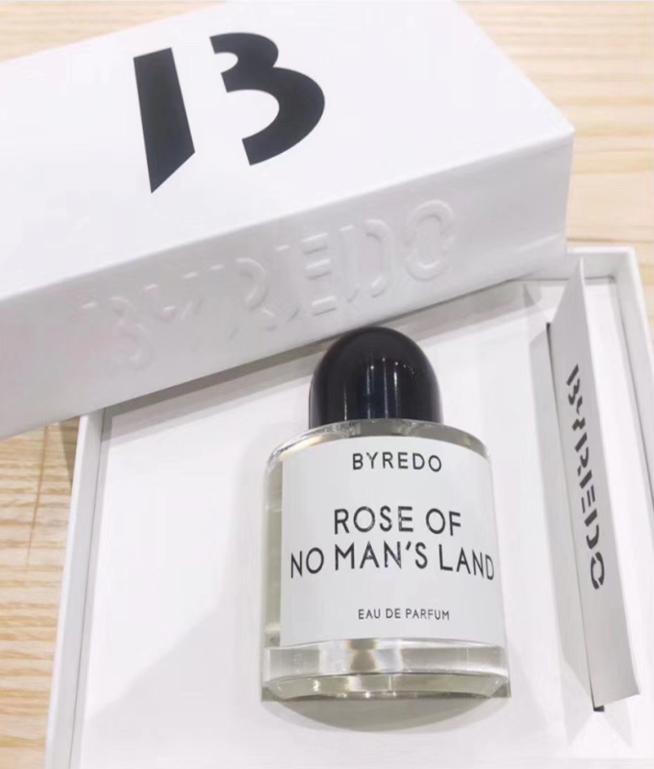 B
BYREDO
BYREDO
ROSE OF
NO MAN'S LAND
EAU DE PARFUM
BYREDO